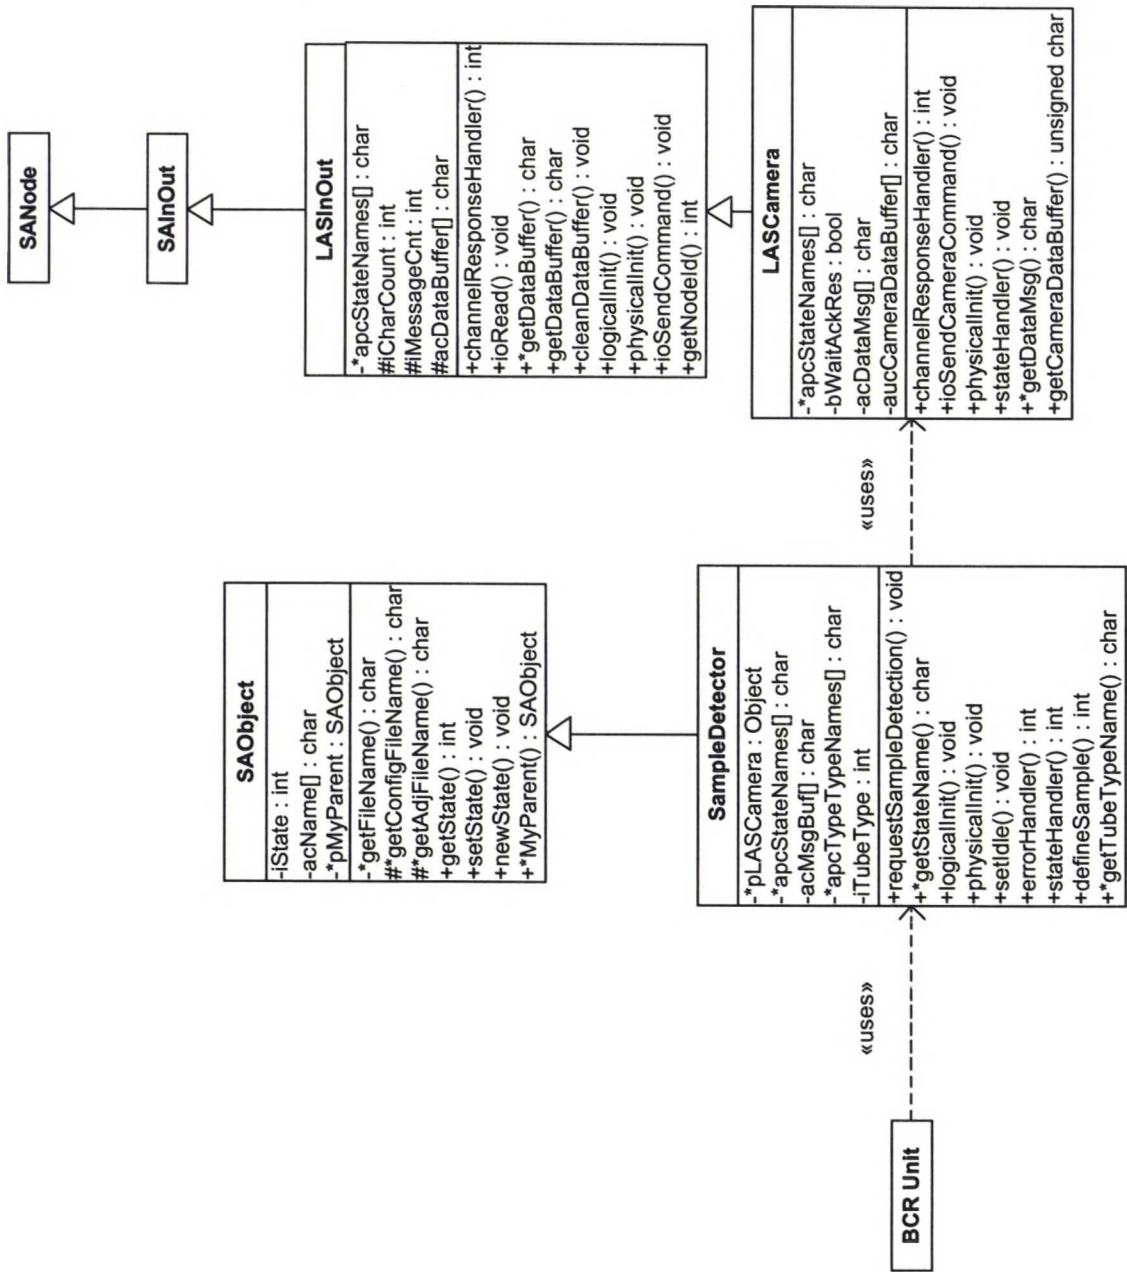 SANode
SAInOut
LASInOut
-*apcStateNames[] : char
#iCharCount : int
#iMessageCnt : int
#acDataBuffer[] : char
+channelResponseHandler() : int
+ioRead() : void
+*getDataBuffer() : char
+getDataBuffer() : char
+cleanDataBuffer() : void
+logicalInit() : void
+physicalInit() : void
+ioSendCommand() : void
+getNodeId() : int
SAObject
-iState : int
-acName[] : char
-*pMyParent : SAObject
-*getFileName() : char
#*getConfigFileName() : char
#*getAdjFileName() : char
+getState() : int
+setState() : void
+newState() : void
+*MyParent() : SAObject
LASCamera
-*apcStateNames[] : char
-bWaitAckRes : bool
-acDataMsg[] : char
-aucCameraDataBuffer[] : char
+channelResponseHandler() : int
+ioSendCameraCommand() : void
+physicalInit() : void
+stateHandler() : void
+*getDataMsg() : char
+getCameraDataBuffer() : unsigned char
«uses»
SampleDetector
-*pLASCamera : Object
-*apcStateNames[] : char
-acMsgBuf[] : char
-*apcTypeTypeNames[] : char
-iTubeType : int
+requestSampleDetection() : void
+*getStateName() : char
+logicalInit() : void
+physicalInit() : void
+setIdle() : void
+errorHandler() : int
+stateHandler() : int
+defineSample() : int
+*getTubeTypeName() : char
«uses»
BCR Unit